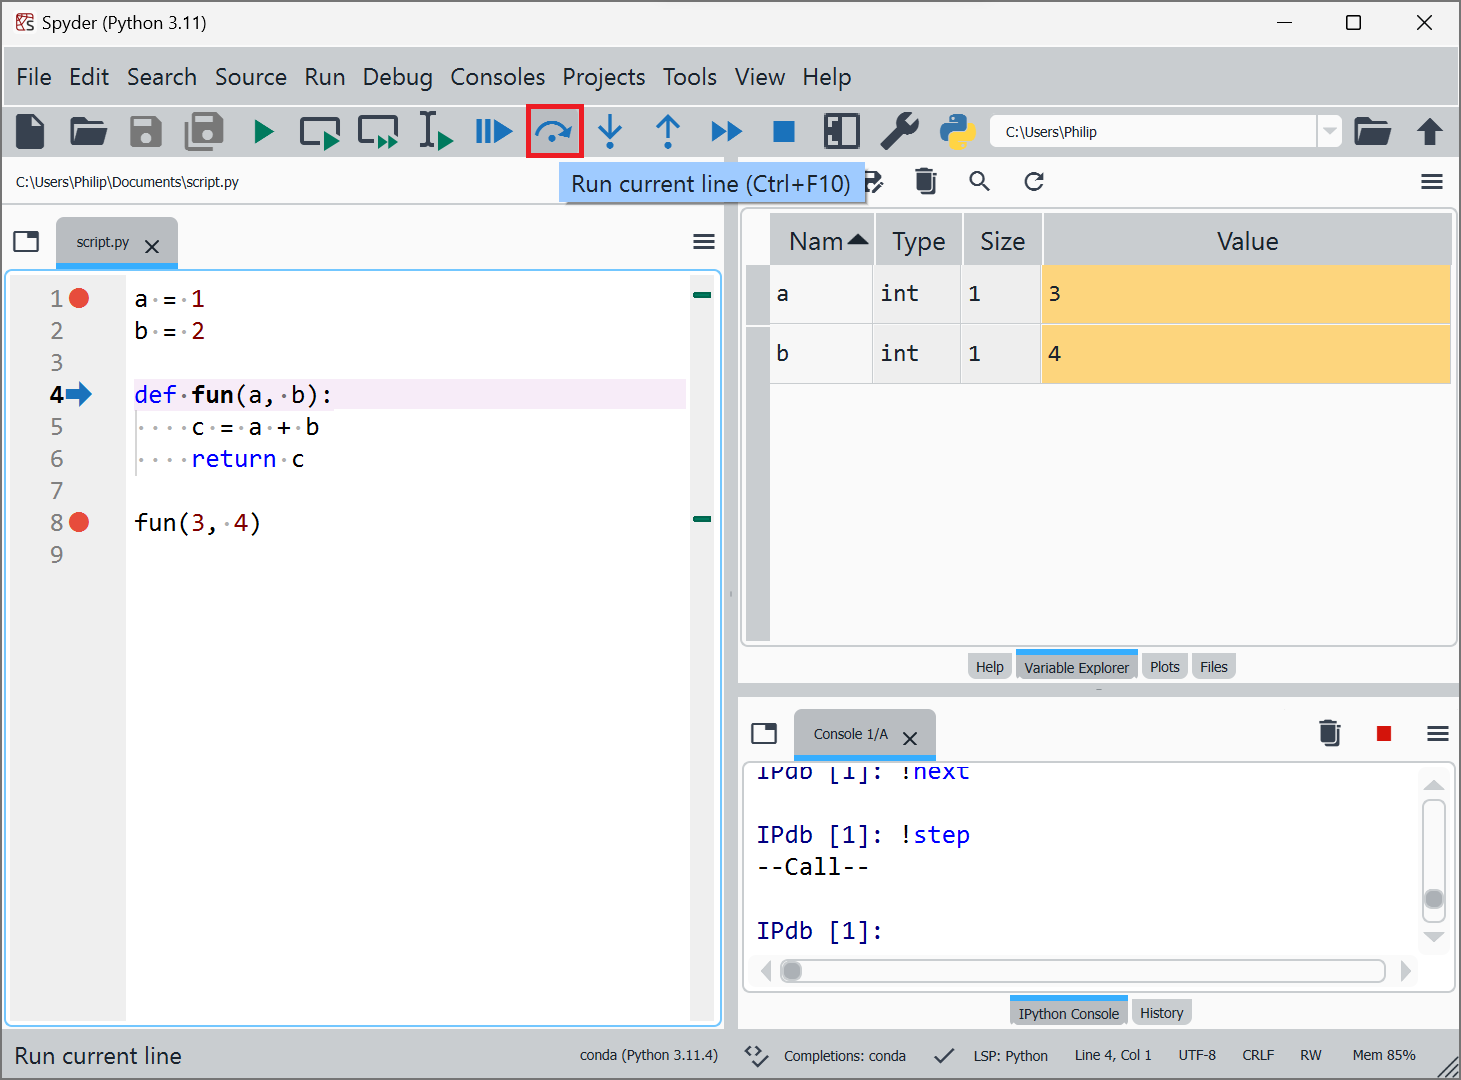 Spyder (Python 3.11)
File Edit Search Source Run Debug Consoles Projects Tools View Help
C:\Users\Philip
C:\Users\Philip\Documents\script.py
Run current line (Ctrl+F10)
script.py
1 a = 1
2 b = 2
3
4 def fun(a, b):
5 c = a + b
6 return c
7
8 fun(3, 4)
9
Nam Type Size Value
a int 1 3
b int 1 4
Help Variable Explorer Plots Files
Console 1/A
IPdb [1]: !next
IPdb [1]: !step
--Call--
IPdb [1]:
IPython Console History
Run current line conda (Python 3.11.4) Completions: conda LSP: Python Line 4, Col 1 UTF-8 CRLF RW Mem 85%